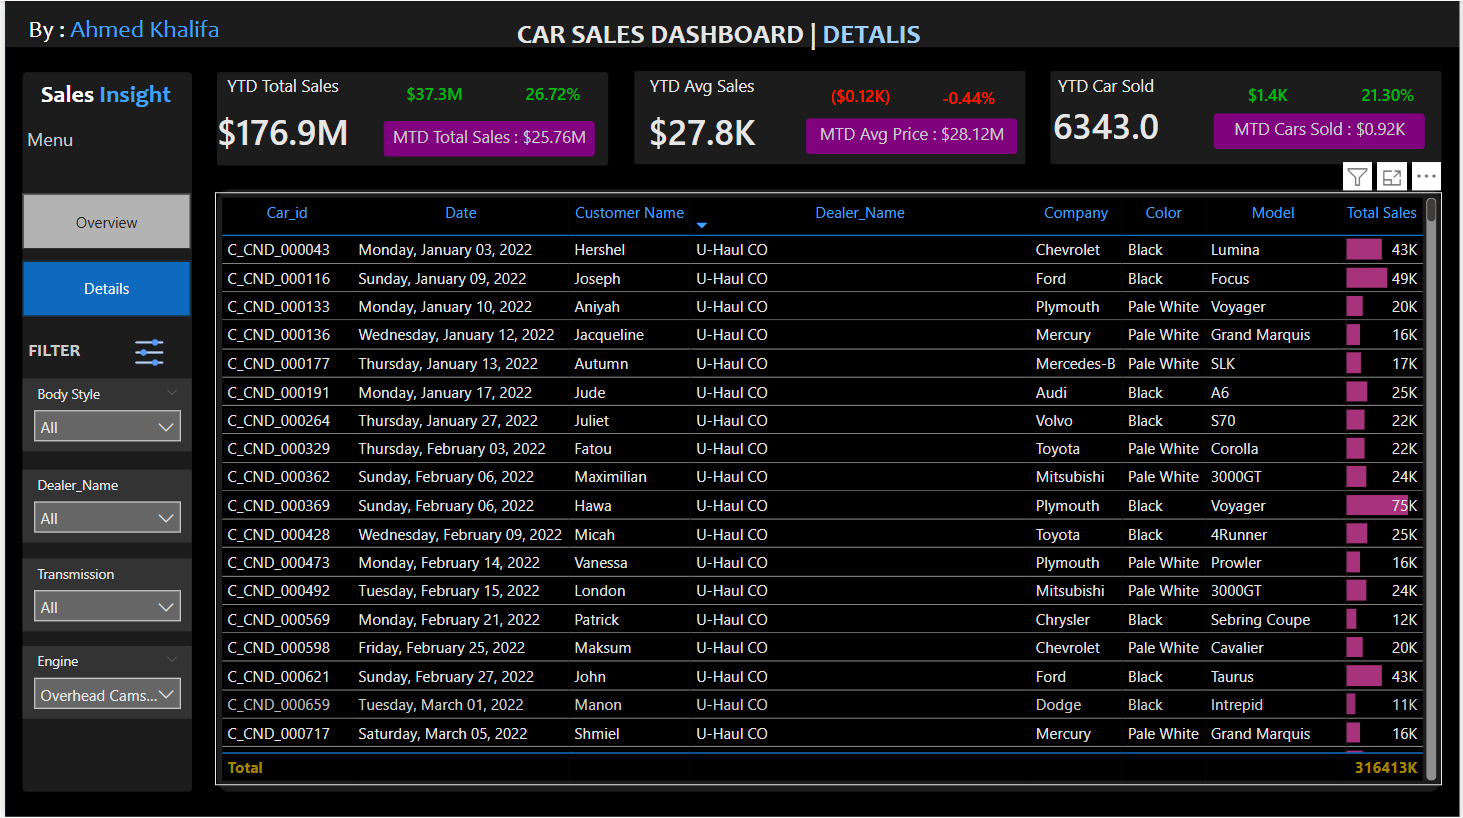 By : Ahmed Khalifa
CAR SALES DASHBOARD | DETALIS
Sales Insight
Menu
Overview
Details
FILTER
Body Style
All
Dealer_Name
All
Transmission
All
Engine
Overhead Cams...
YTD Total Sales
$37.3M 26.72%
$176.9M
MTD Total Sales : $25.76M
YTD Avg Sales
($0.12K) -0.44%
$27.8K
MTD Avg Price : $28.12M
YTD Car Sold
$1.4K 21.30%
6343.0
MTD Cars Sold : $0.92K
Car_id Date Customer Name Dealer_Name Company Color Model Total Sales
C_CND_000043 Monday, January 03, 2022 Hershel U-Haul CO Chevrolet Black Lumina 43K
C_CND_000116 Sunday, January 09, 2022 Joseph U-Haul CO Ford Black Focus 49K
C_CND_000133 Monday, January 10, 2022 Aniyah U-Haul CO Plymouth Pale White Voyager 20K
C_CND_000136 Wednesday, January 12, 2022 Jacqueline U-Haul CO Mercury Pale White Grand Marquis 16K
C_CND_000177 Thursday, January 13, 2022 Autumn U-Haul CO Mercedes-B Pale White SLK 17K
C_CND_000191 Monday, January 17, 2022 Jude U-Haul CO Audi Black A6 25K
C_CND_000264 Thursday, January 27, 2022 Juliet U-Haul CO Volvo Black S70 22K
C_CND_000329 Thursday, February 03, 2022 Fatou U-Haul CO Toyota Pale White Corolla 22K
C_CND_000362 Sunday, February 06, 2022 Maximilian U-Haul CO Mitsubishi Pale White 3000GT 24K
C_CND_000369 Sunday, February 06, 2022 Hawa U-Haul CO Plymouth Black Voyager 75K
C_CND_000428 Wednesday, February 09, 2022 Micah U-Haul CO Toyota Black 4Runner 25K
C_CND_000473 Monday, February 14, 2022 Vanessa U-Haul CO Plymouth Pale White Prowler 16K
C_CND_000492 Tuesday, February 15, 2022 London U-Haul CO Mitsubishi Pale White 3000GT 24K
C_CND_000569 Monday, February 21, 2022 Patrick U-Haul CO Chrysler Black Sebring Coupe 12K
C_CND_000598 Friday, February 25, 2022 Maksum U-Haul CO Chevrolet Pale White Cavalier 20K
C_CND_000621 Sunday, February 27, 2022 John U-Haul CO Ford Black Taurus 43K
C_CND_000659 Tuesday, March 01, 2022 Manon U-Haul CO Dodge Black Intrepid 11K
C_CND_000717 Saturday, March 05, 2022 Shmiel U-Haul CO Mercury Pale White Grand Marquis 16K
Total 316413K